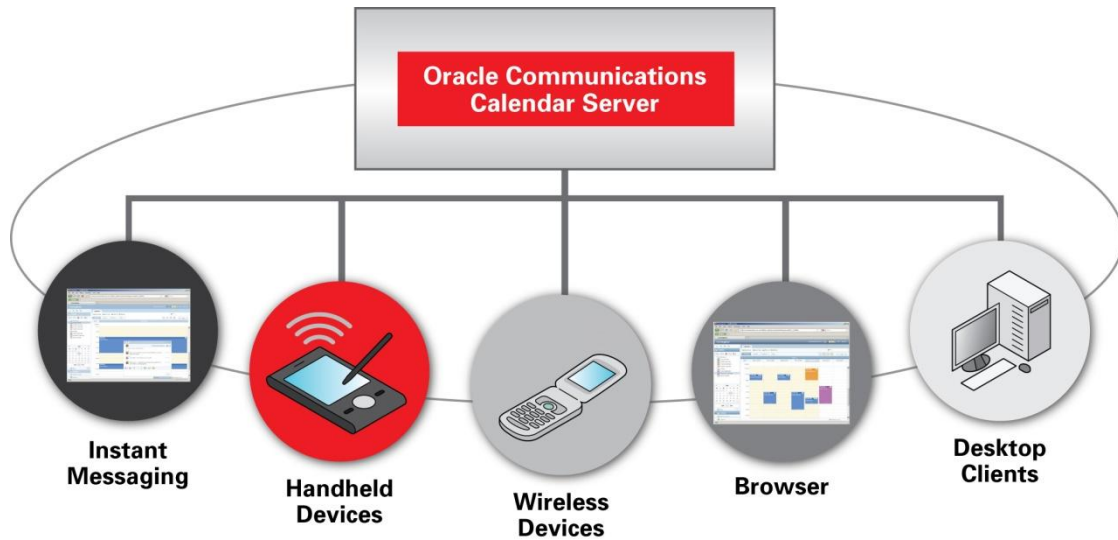 Oracle Communications
Calendar Server
Instant
Messaging
Handheld
Devices
Wireless
Devices
Browser
Desktop
Clients